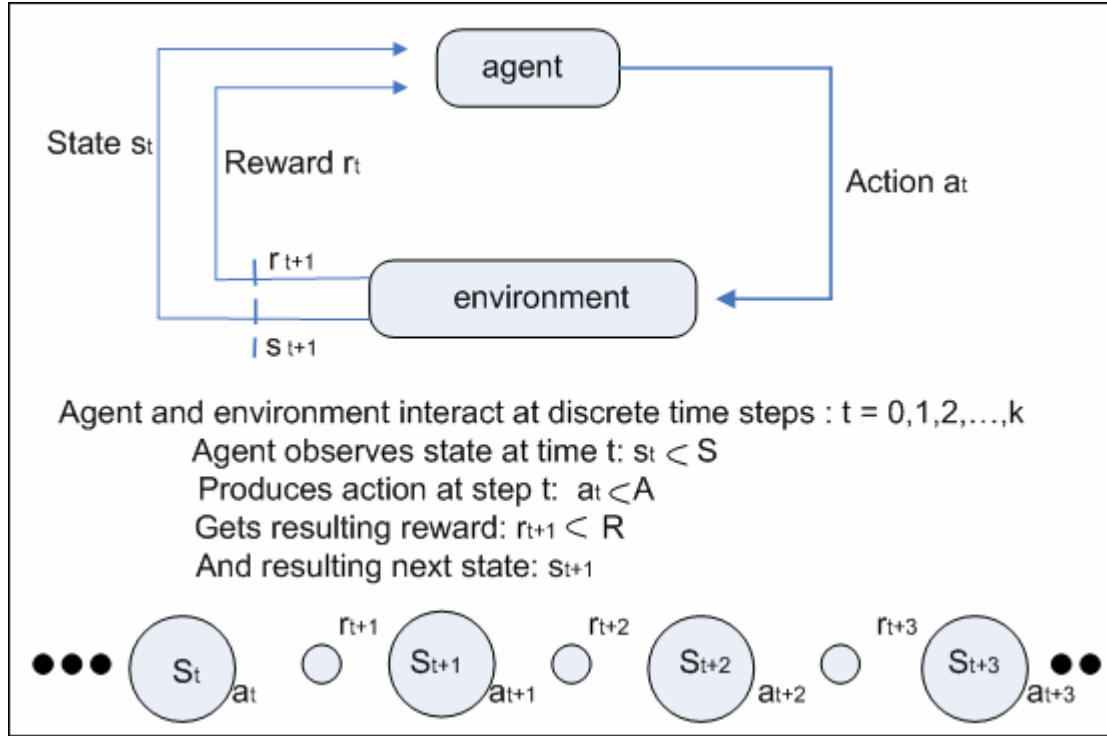 agent
State st
Reward rt
Action at
r t+1
environment
s t+1
Agent and environment interact at discrete time steps : t = 0,1,2,...,k
Agent observes state at time t: st ⊂ S
Produces action at step t: at ⊂ A
Gets resulting reward: rt+1 ⊂ R
And resulting next state: st+1
rt+1 rt+2 rt+3
St St+1 St+2 St+3
at at+1 at+2 at+3